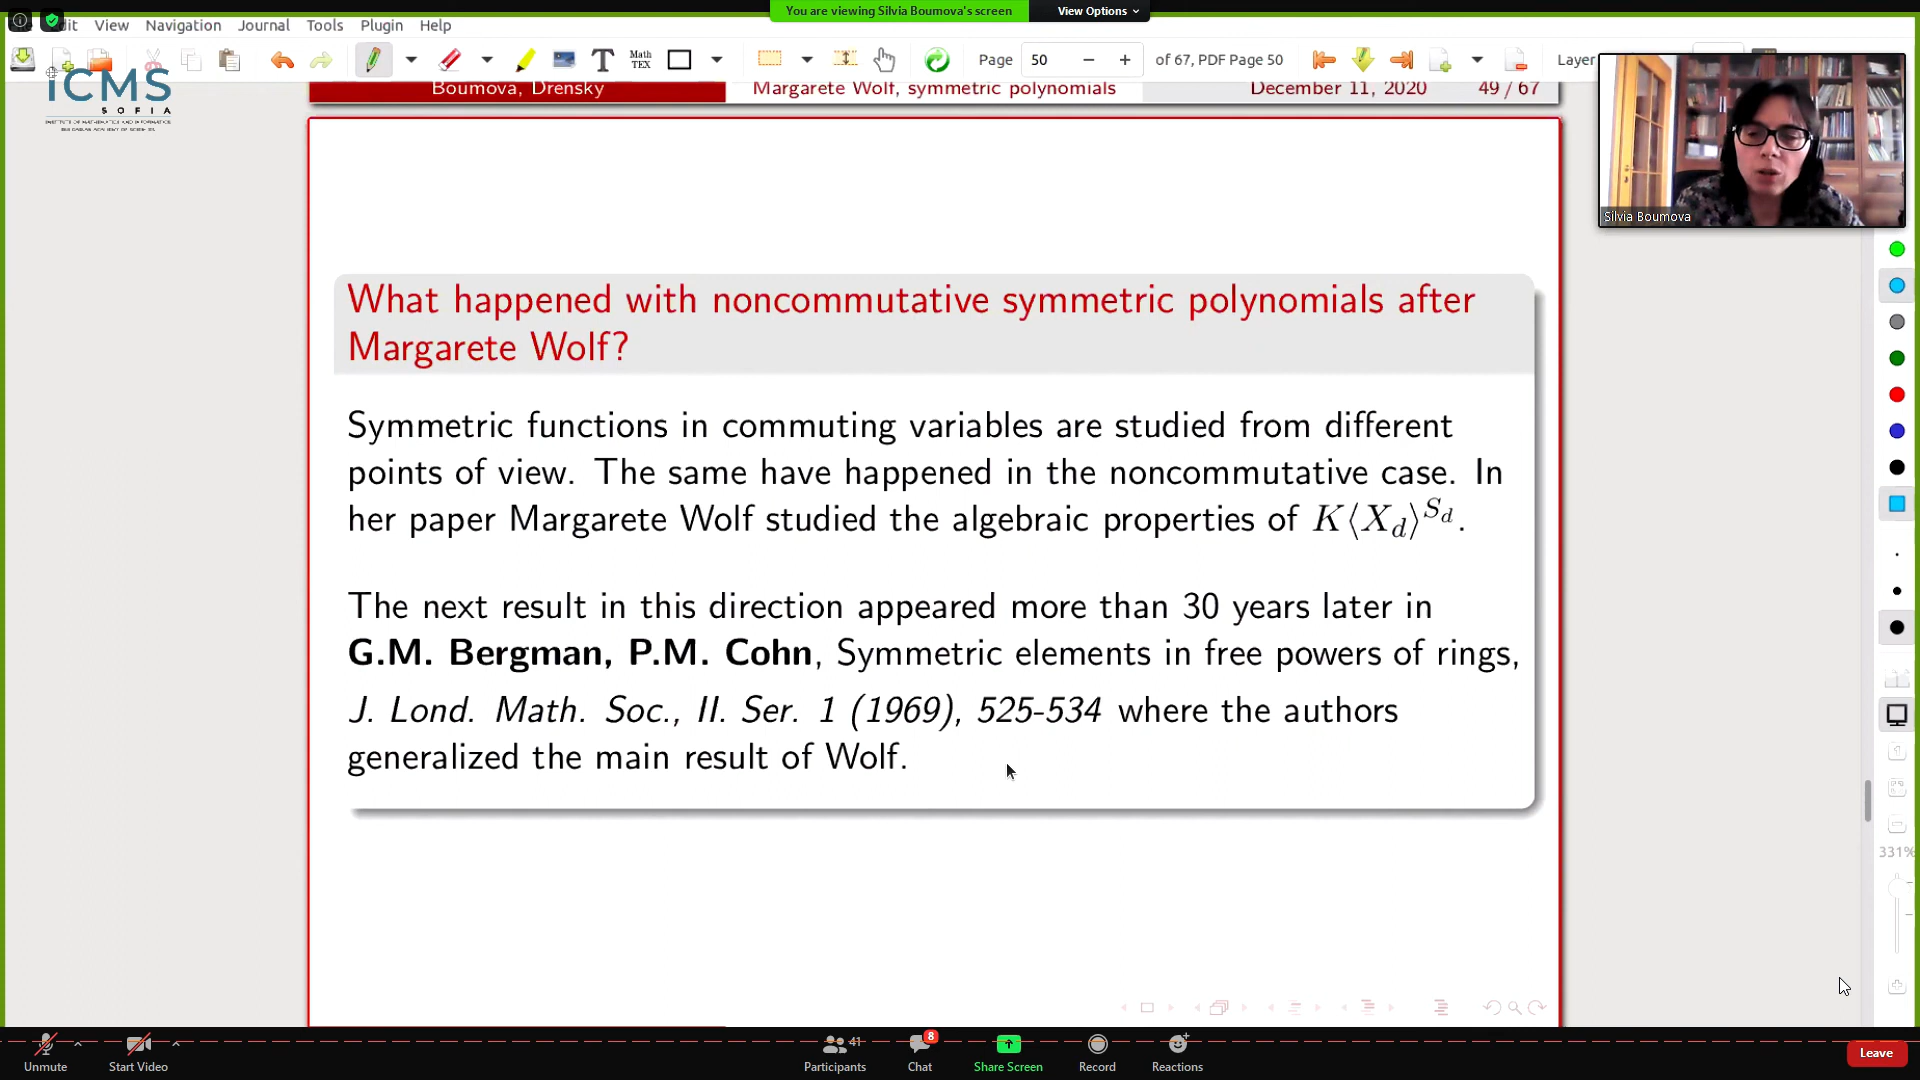 You are viewing Silvia Boumova's screen View Options
View Navigation Journal Tools Plugin Help
Math TEX
Page 50 of 67, PDF Page 50 Layer
iCMS
SOFIA
Boumova, Drensky Margarete Wolf, symmetric polynomials December 11, 2020 49 / 67
Silvia Boumova
What happened with noncommutative symmetric polynomials after
Margarete Wolf?
Symmetric functions in commuting variables are studied from different
points of view. The same have happened in the noncommutative case. In
her paper Margarete Wolf studied the algebraic properties of K⟨X_d⟩^{S_d}.
The next result in this direction appeared more than 30 years later in
G.M. Bergman, P.M. Cohn, Symmetric elements in free powers of rings,
J. Lond. Math. Soc., II. Ser. 1 (1969), 525-534 where the authors
generalized the main result of Wolf.
331%
Unmute Start Video Participants 41 Chat 8 Share Screen Record Reactions Leave